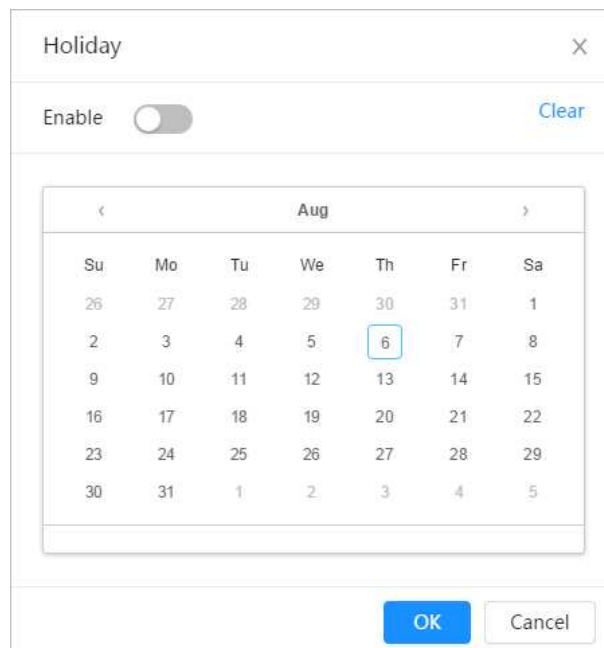 Holiday
Enable Clear
Aug
Su Mo Tu We Th Fr Sa
26 27 28 29 30 31 1
2 3 4 5 6 7 8
9 10 11 12 13 14 15
16 17 18 19 20 21 22
23 24 25 26 27 28 29
30 31 1 2 3 4 5
OK Cancel